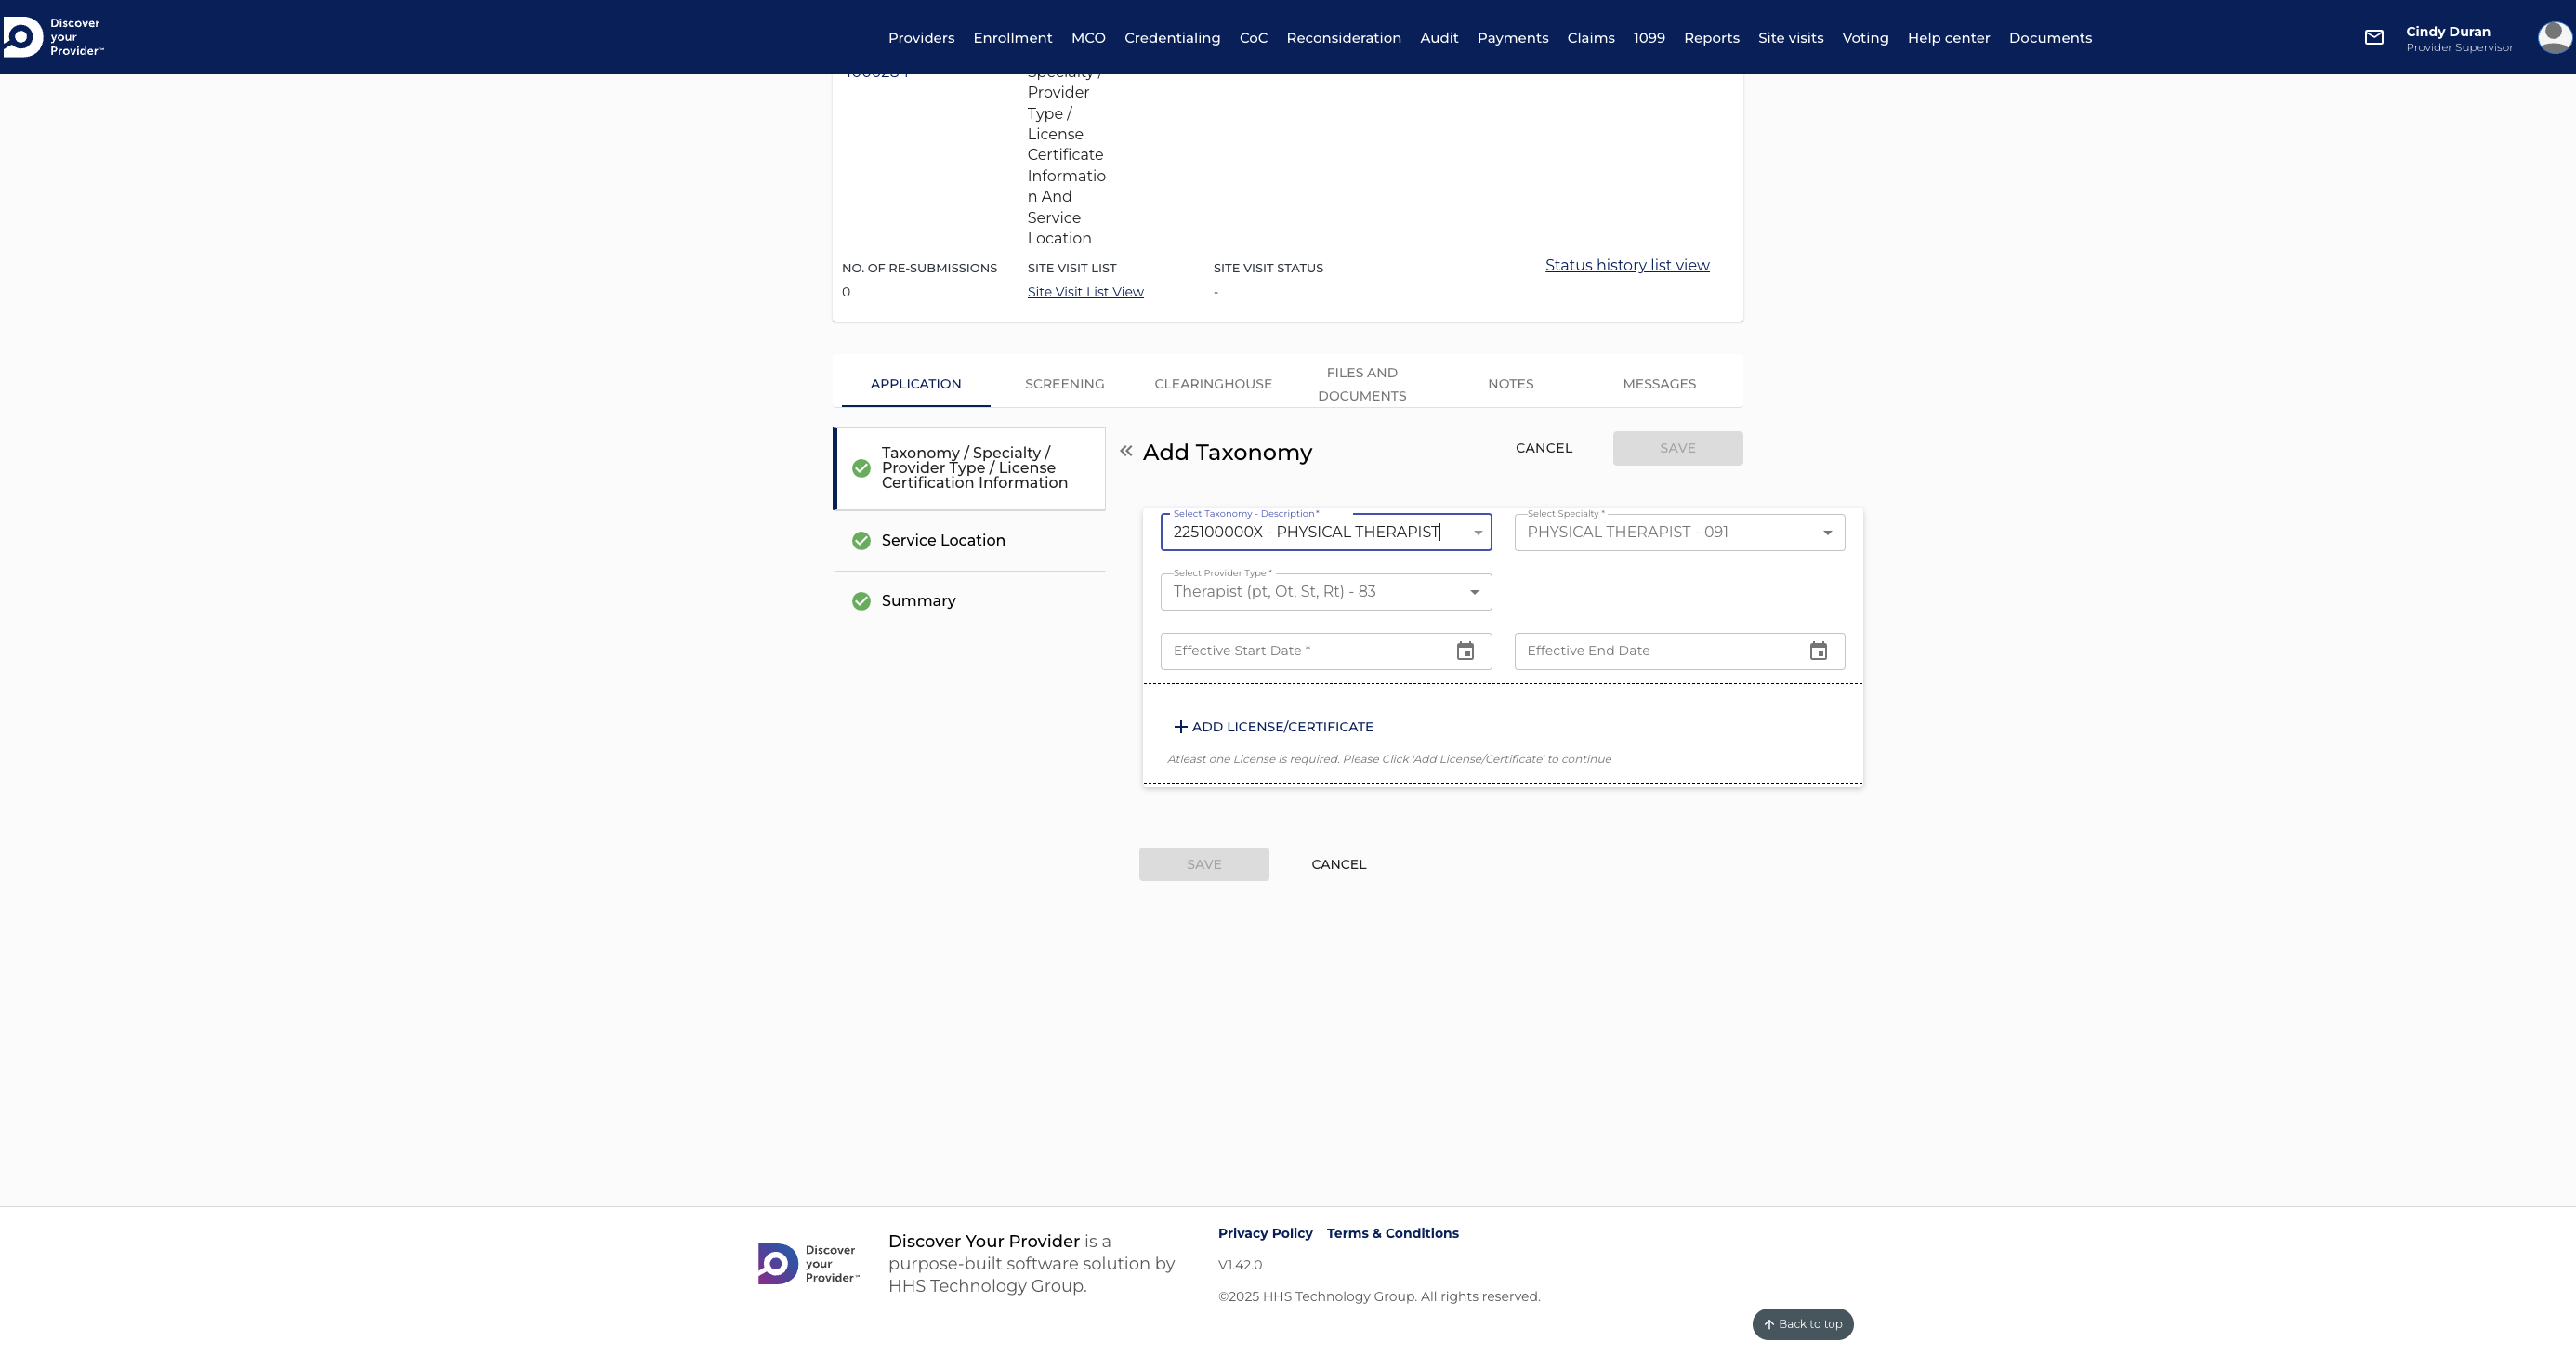 Discover
your
Provider™
Providers Enrollment MCO Credentialing CoC Reconsideration Audit Payments Claims 1099 Reports Site visits Voting Help center Documents
Cindy Duran
Provider Supervisor
Provider
Type /
License
Certificate
Informatio
n And
Service
Location
NO. OF RE-SUBMISSIONS SITE VISIT LIST SITE VISIT STATUS Status history list view
0 Site Visit List View -
APPLICATION SCREENING CLEARINGHOUSE FILES AND DOCUMENTS NOTES MESSAGES
Taxonomy / Specialty /
Provider Type / License
Certification Information
Service Location
Summary
Add Taxonomy CANCEL SAVE
Select Taxonomy - Description * Select Specialty *
225100000X - PHYSICAL THERAPIST PHYSICAL THERAPIST - 091
Select Provider Type *
Therapist (pt, Ot, St, Rt) - 83
Effective Start Date * Effective End Date
ADD LICENSE/CERTIFICATE
Atleast one License is required. Please Click 'Add License/Certificate' to continue
SAVE CANCEL
Discover
your
Provider™
Discover Your Provider is a
purpose-built software solution by
HHS Technology Group.
Privacy Policy Terms & Conditions
V1.42.0
©2025 HHS Technology Group. All rights reserved.
Back to top